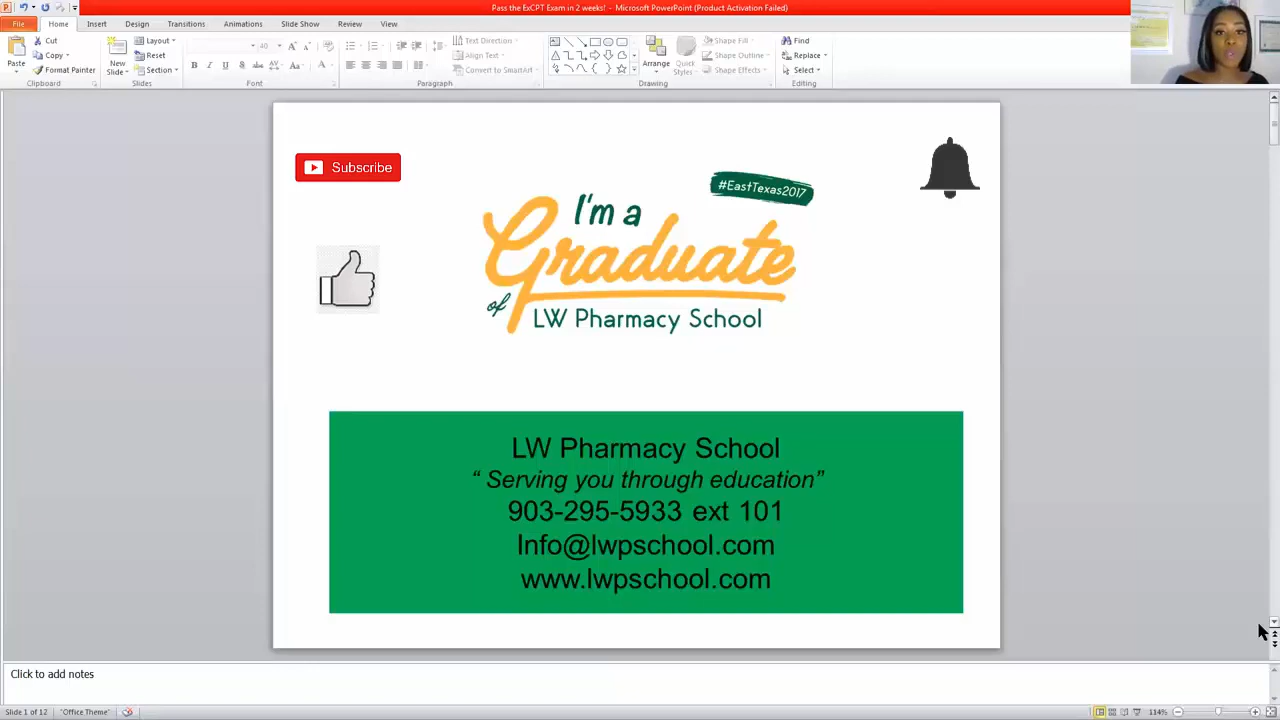 Pass the ExCPT Exam in 2 weeks! - Microsoft PowerPoint (Product Activation Failed)
File Home Insert Design Transitions Animations Slide Show Review View
Paste
Cut
Copy
Format Painter
Clipboard
New Slide
Layout
Reset
Section
Slides
40
Font
Text Direction
Align Text
Convert to SmartArt
Paragraph
Arrange
Quick Styles
Shape Fill
Shape Outline
Shape Effects
Drawing
Find
Replace
Select
Editing
Subscribe
#EastTexas2017
I'm a
Graduate
of LW Pharmacy School
LW Pharmacy School
“ Serving you through education”
903-295-5933 ext 101
Info@lwpschool.com
www.lwpschool.com
Click to add notes
Slide 1 of 12 "Office Theme" 114%